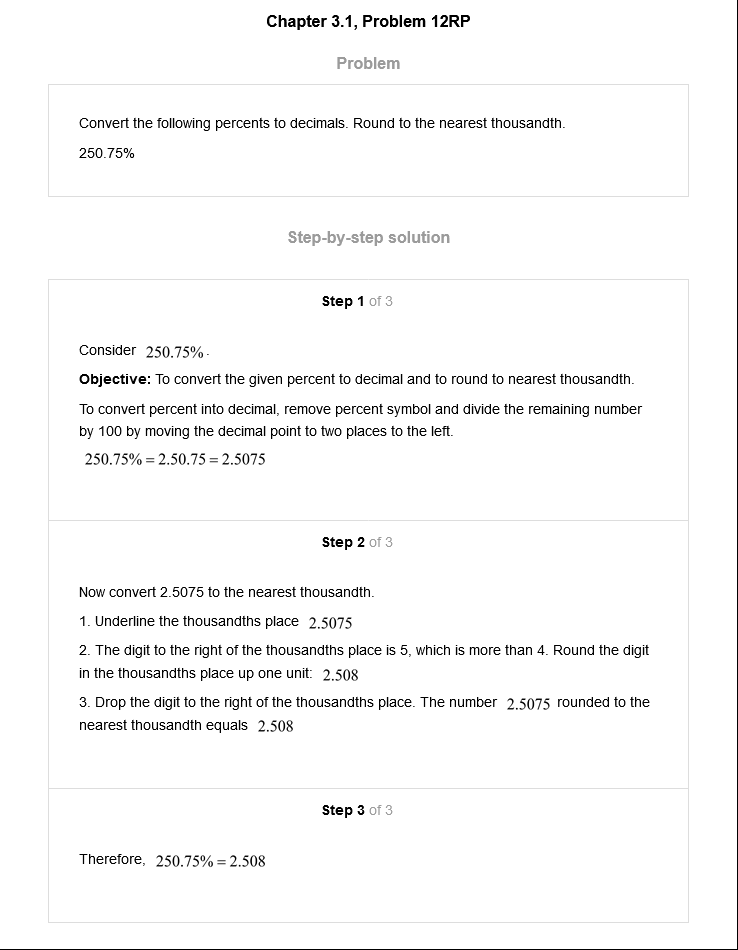 Chapter 3.1, Problem 12RP
Problem
Convert the following percents to decimals. Round to the nearest thousandth.
250.75%
Step-by-step solution
Step 1 of 3
Consider 250.75% .
Objective: To convert the given percent to decimal and to round to nearest thousandth.
To convert percent into decimal, remove percent symbol and divide the remaining number
by 100 by moving the decimal point to two places to the left.
250.75% = 2.50.75 = 2.5075
Step 2 of 3
Now convert 2.5075 to the nearest thousandth.
1. Underline the thousandths place 2.5075
2. The digit to the right of the thousandths place is 5, which is more than 4. Round the digit
in the thousandths place up one unit: 2.508
3. Drop the digit to the right of the thousandths place. The number 2.5075 rounded to the
nearest thousandth equals 2.508
Step 3 of 3
Therefore, 250.75% = 2.508